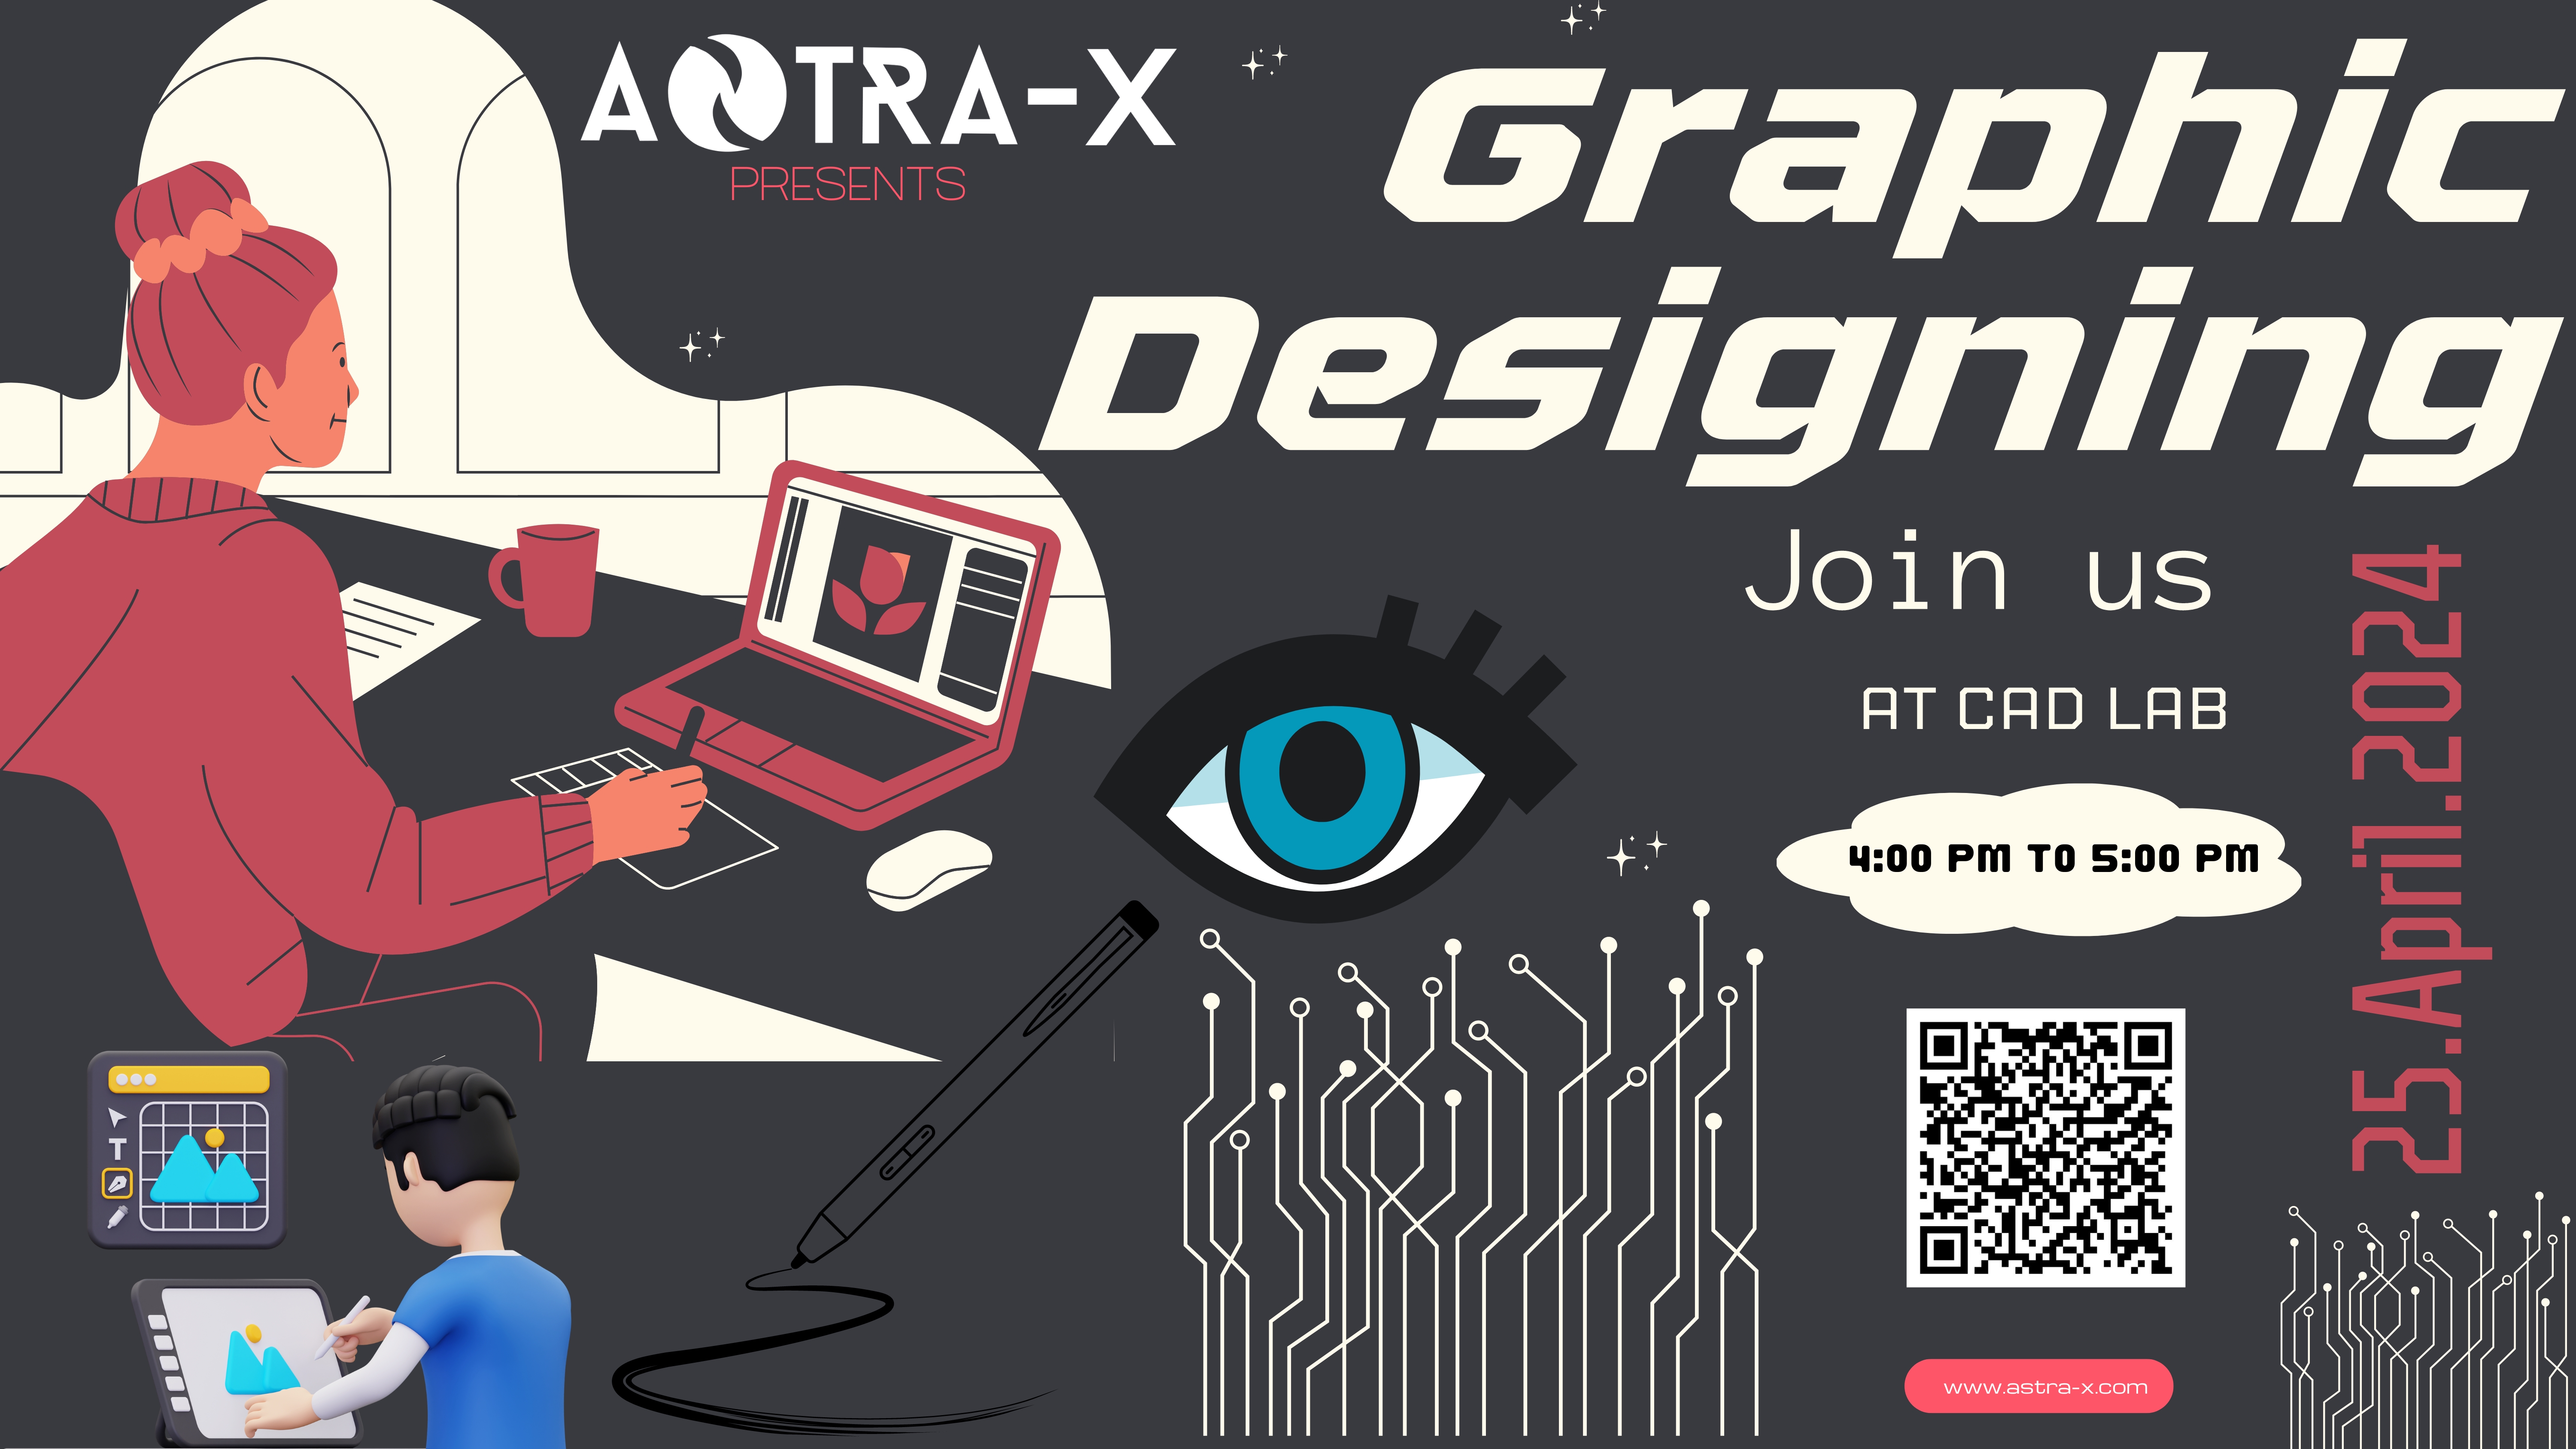 ASTRA-X
PRESENTS
Graphic
Designing
Join us
AT CAD LAB
4:00 PM TO 5:00 PM
25.April.2024
www.astra-x.com
T